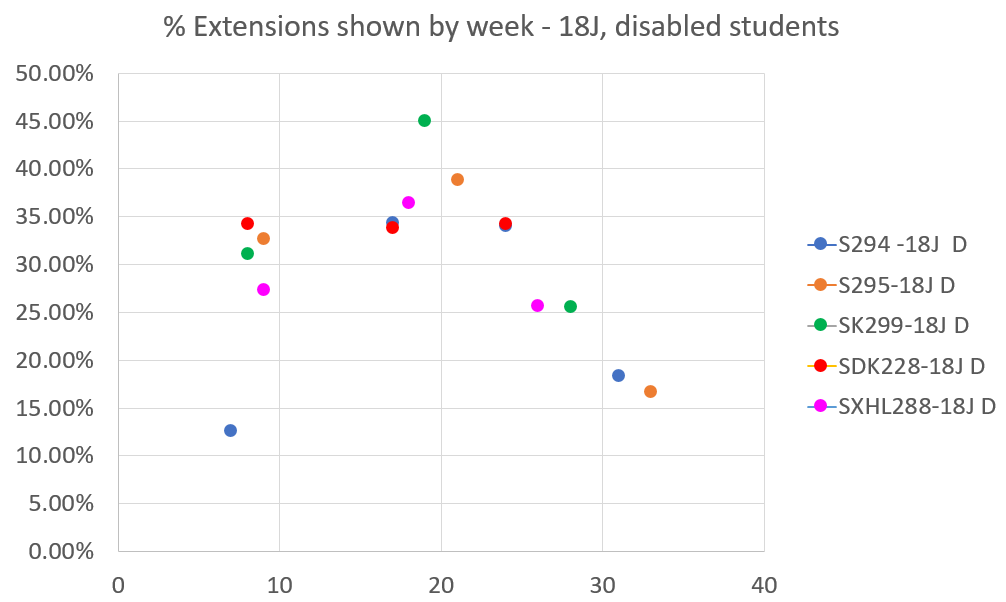 % Extensions shown by week - 18J, disabled students
50.00%
45.00%
40.00%
35.00%
30.00%
25.00%
20.00%
15.00%
10.00%
5.00%
0.00%
0 10 20 30 40
S294 -18J  D
S295-18J D
SK299-18J D
SDK228-18J D
SXHL288-18J D